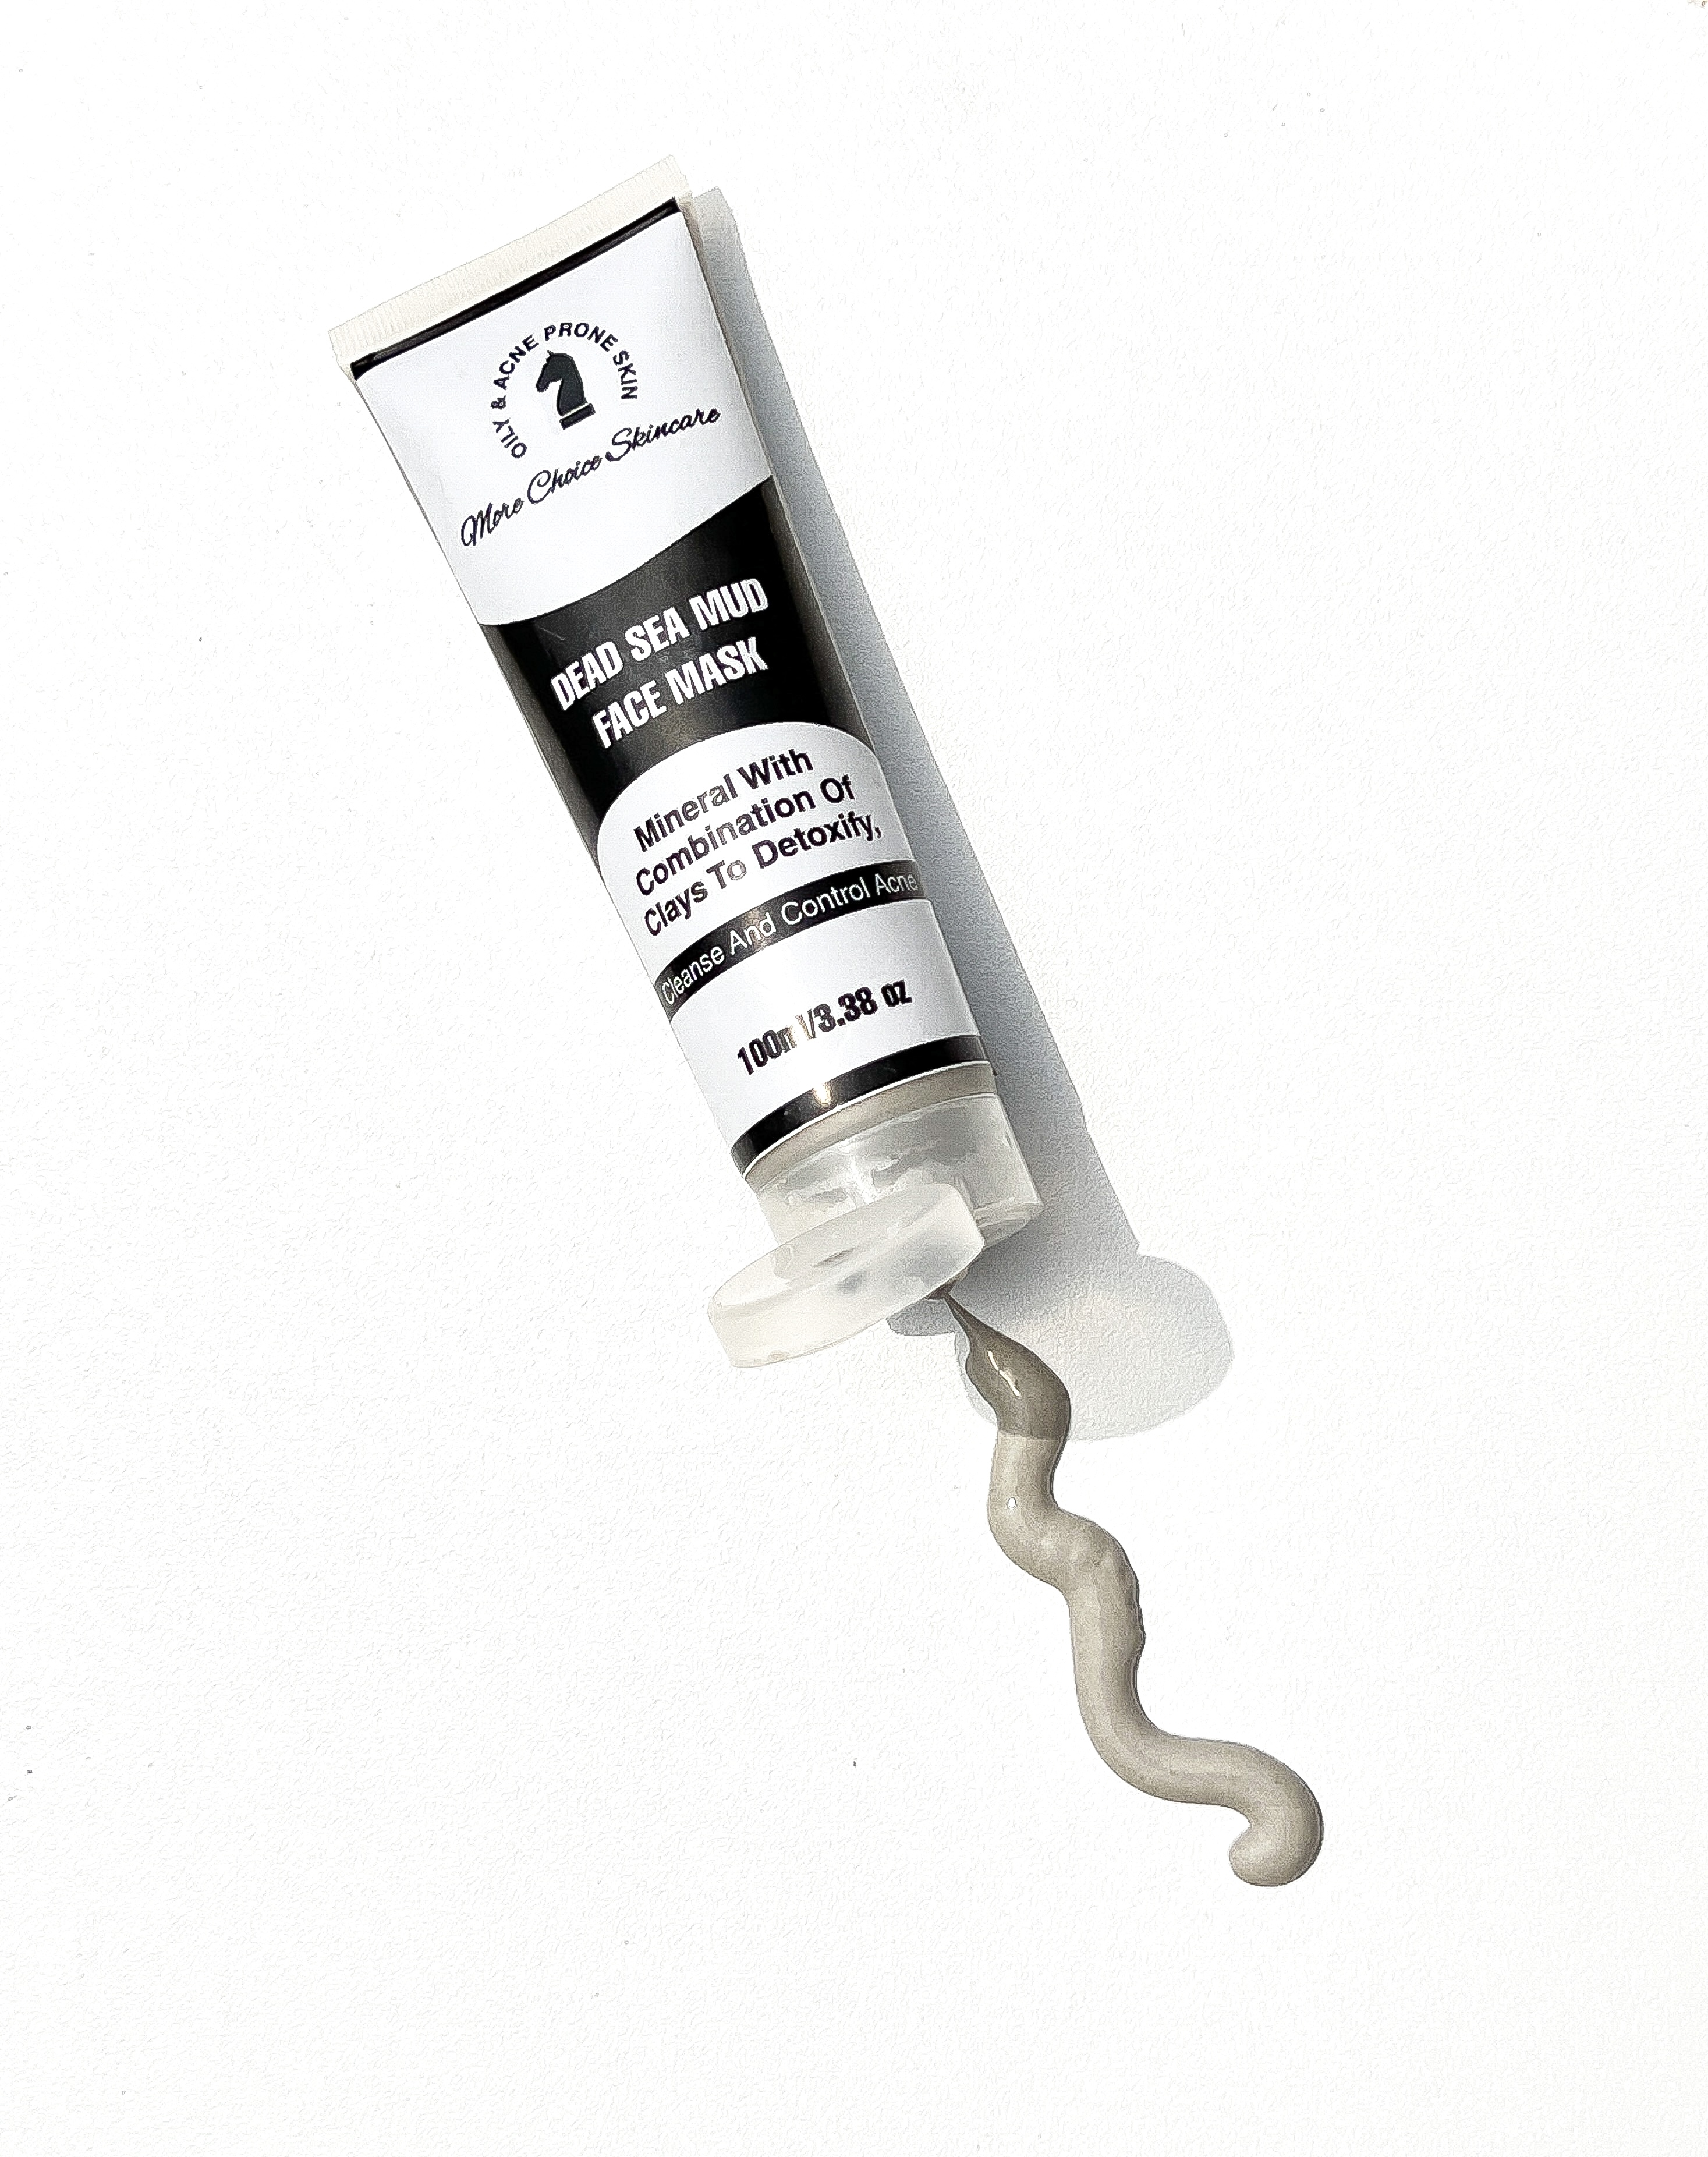 OILY & ACNE PRONE SKIN
More Choice Skincare
DEAD SEA MUD
FACE MASK
Mineral With
Combination Of
Clays To Detoxify,
Cleanse And Control Acne
100ml/3.38 oz